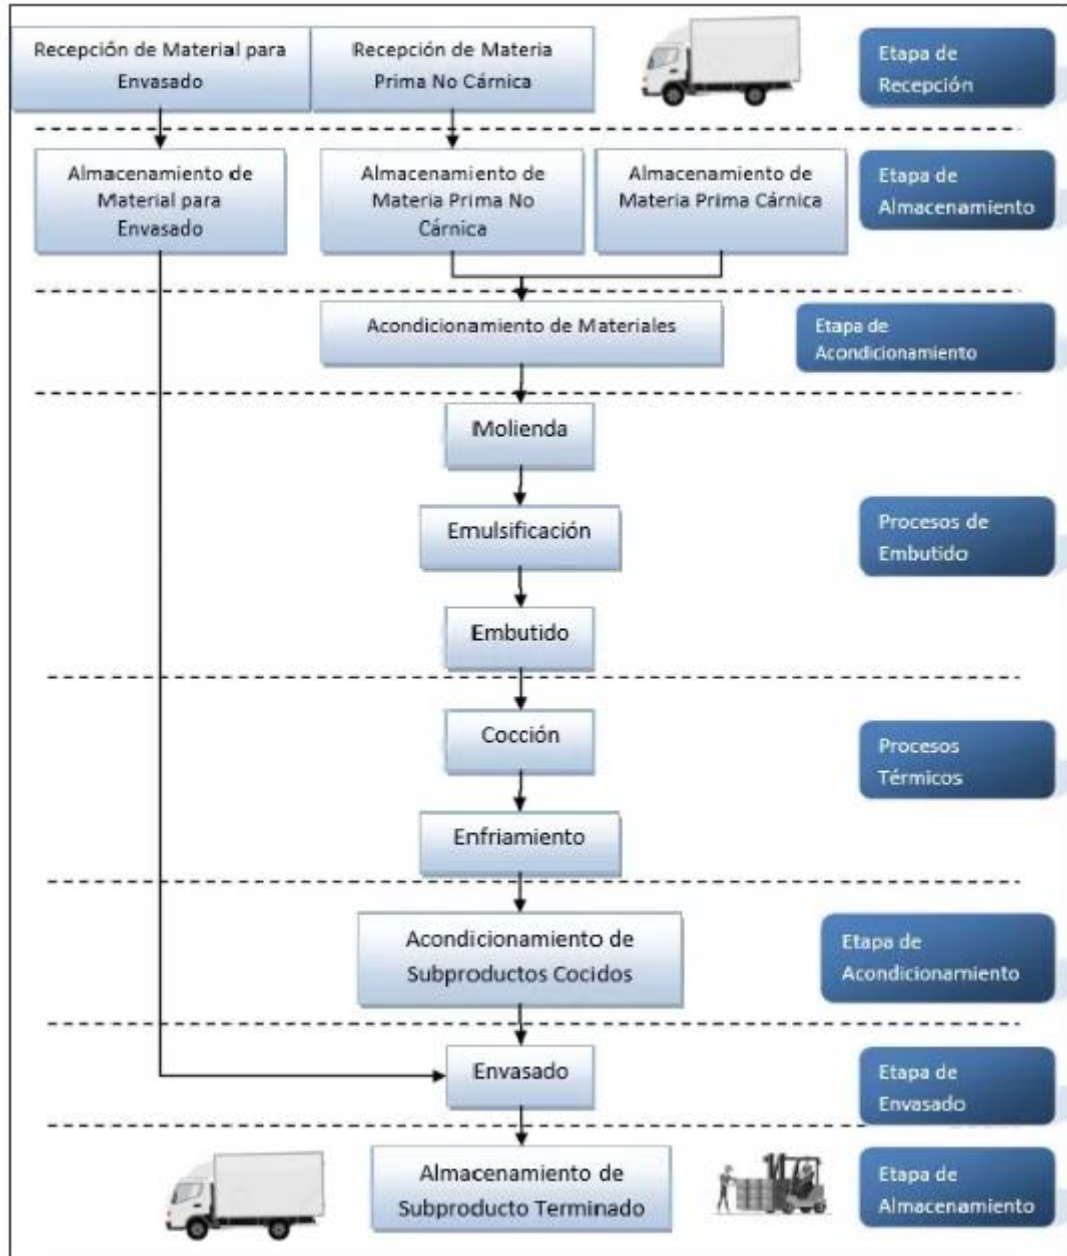 Recepción de Material para
Envasado
Recepción de Materia
Prima No Cárnica
Etapa de
Recepción
Almacenamiento de
Material para
Envasado
Almacenamiento de
Materia Prima No
Cárnica
Almacenamiento de
Materia Prima Cárnica
Etapa de
Almacenamiento
Acondicionamiento de Materiales
Etapa de
Acondicionamiento
Molienda
Emulsificación
Procesos de
Embutido
Embutido
Cocción
Procesos
Térmicos
Enfriamiento
Acondicionamiento de
Subproductos Cocidos
Etapa de
Acondicionamiento
Envasado
Etapa de
Envasado
Almacenamiento de
Subproducto Terminado
Etapa de
Almacenamiento